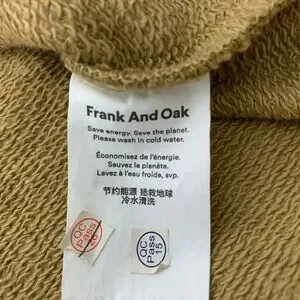 Frank And Oak
Save energy. Save the planet.
Please wash in cold water.
Économisez de l'énergie.
Sauvez la planète.
Lavez à l'eau froide, svp.
节约能源 拯救地球
冷水清洗
QC
Pass
QC
Pass
15